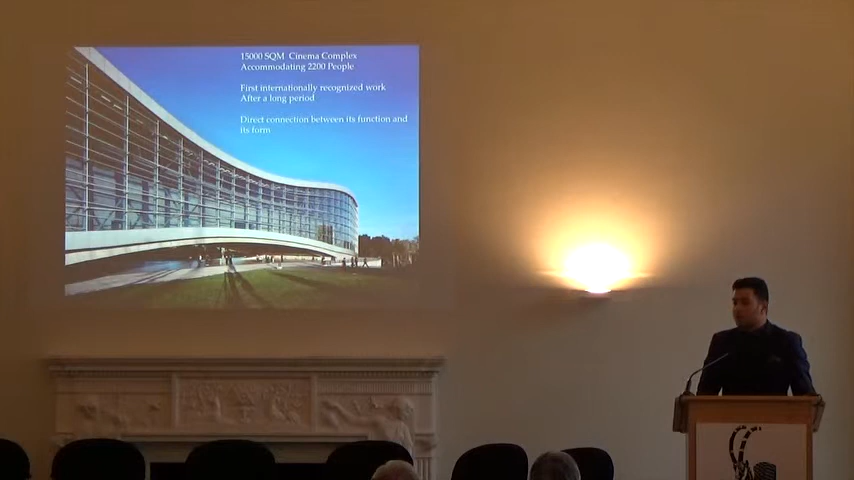 15000 SQM Cinema Complex
Accommodating 2200 People
First internationally recognized work
After a long period
Direct connection between its function and
its form